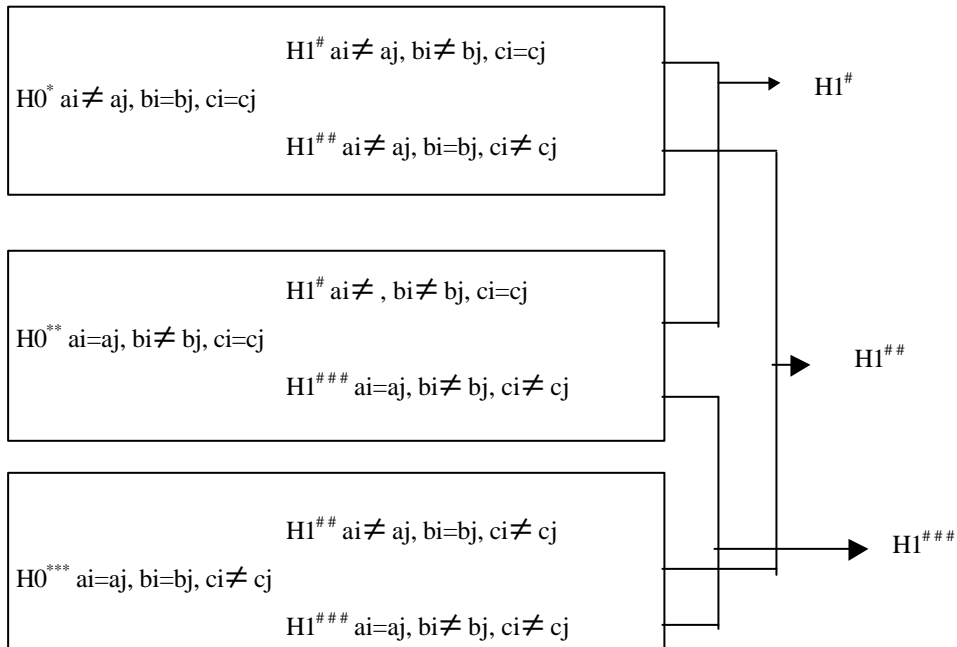 H1# ai≠ aj, bi≠ bj, ci=cj
H1#
H0* ai≠ aj, bi=bj, ci=cj
H1## ai≠ aj, bi=bj, ci≠ cj
H1# ai≠ , bi≠ bj, ci=cj
H0** ai=aj, bi≠ bj, ci=cj
H1##
H1### ai=aj, bi≠ bj, ci≠ cj
H1## ai≠ aj, bi=bj, ci≠ cj
H1###
H0*** ai=aj, bi=bj, ci≠ cj
H1### ai=aj, bi≠ bj, ci≠ cj